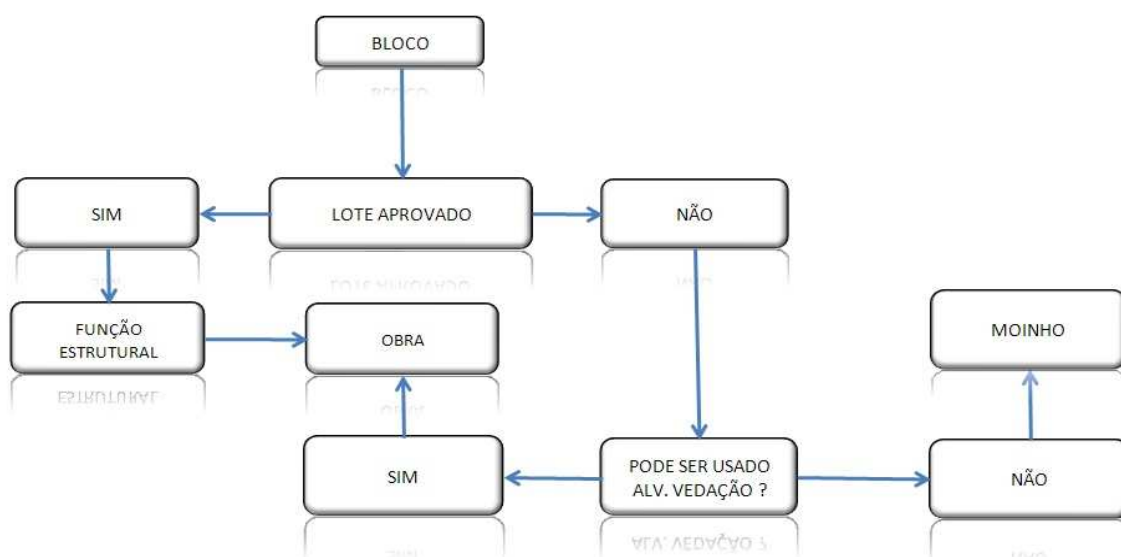 BLOCO
SIM
LOTE APROVADO
NÃO
FUNÇÃO
ESTRUTURAL
OBRA
MOINHO
SIM
PODE SER USADO
ALV. VEDAÇÃO ?
NÃO